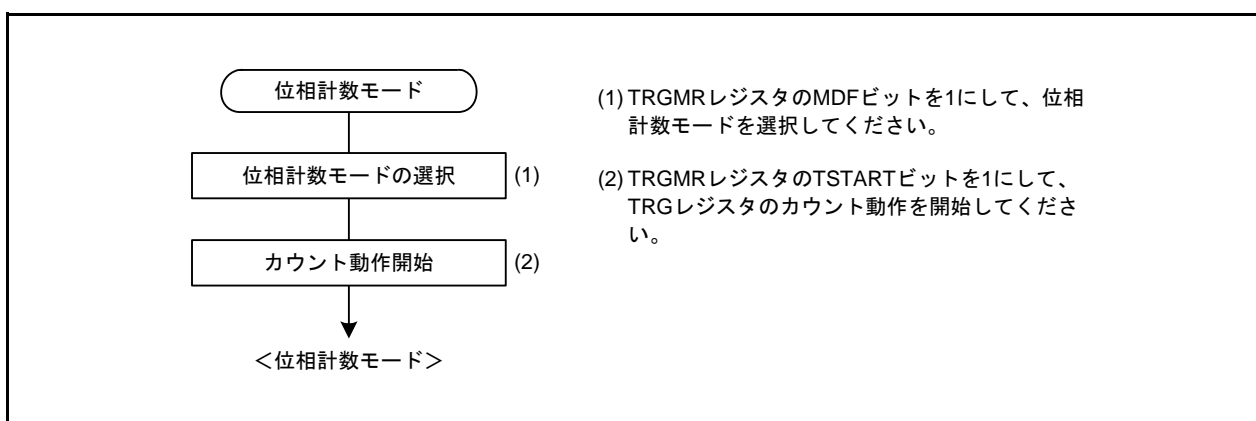 位相計数モード
位相計数モードの選択 (1)
カウント動作開始 (2)
＜位相計数モード＞
(1) TRGMRレジスタのMDFビットを1にして、位相
計数モードを選択してください。
(2) TRGMRレジスタのTSTARTビットを1にして、
TRGレジスタのカウント動作を開始してくださ
い。